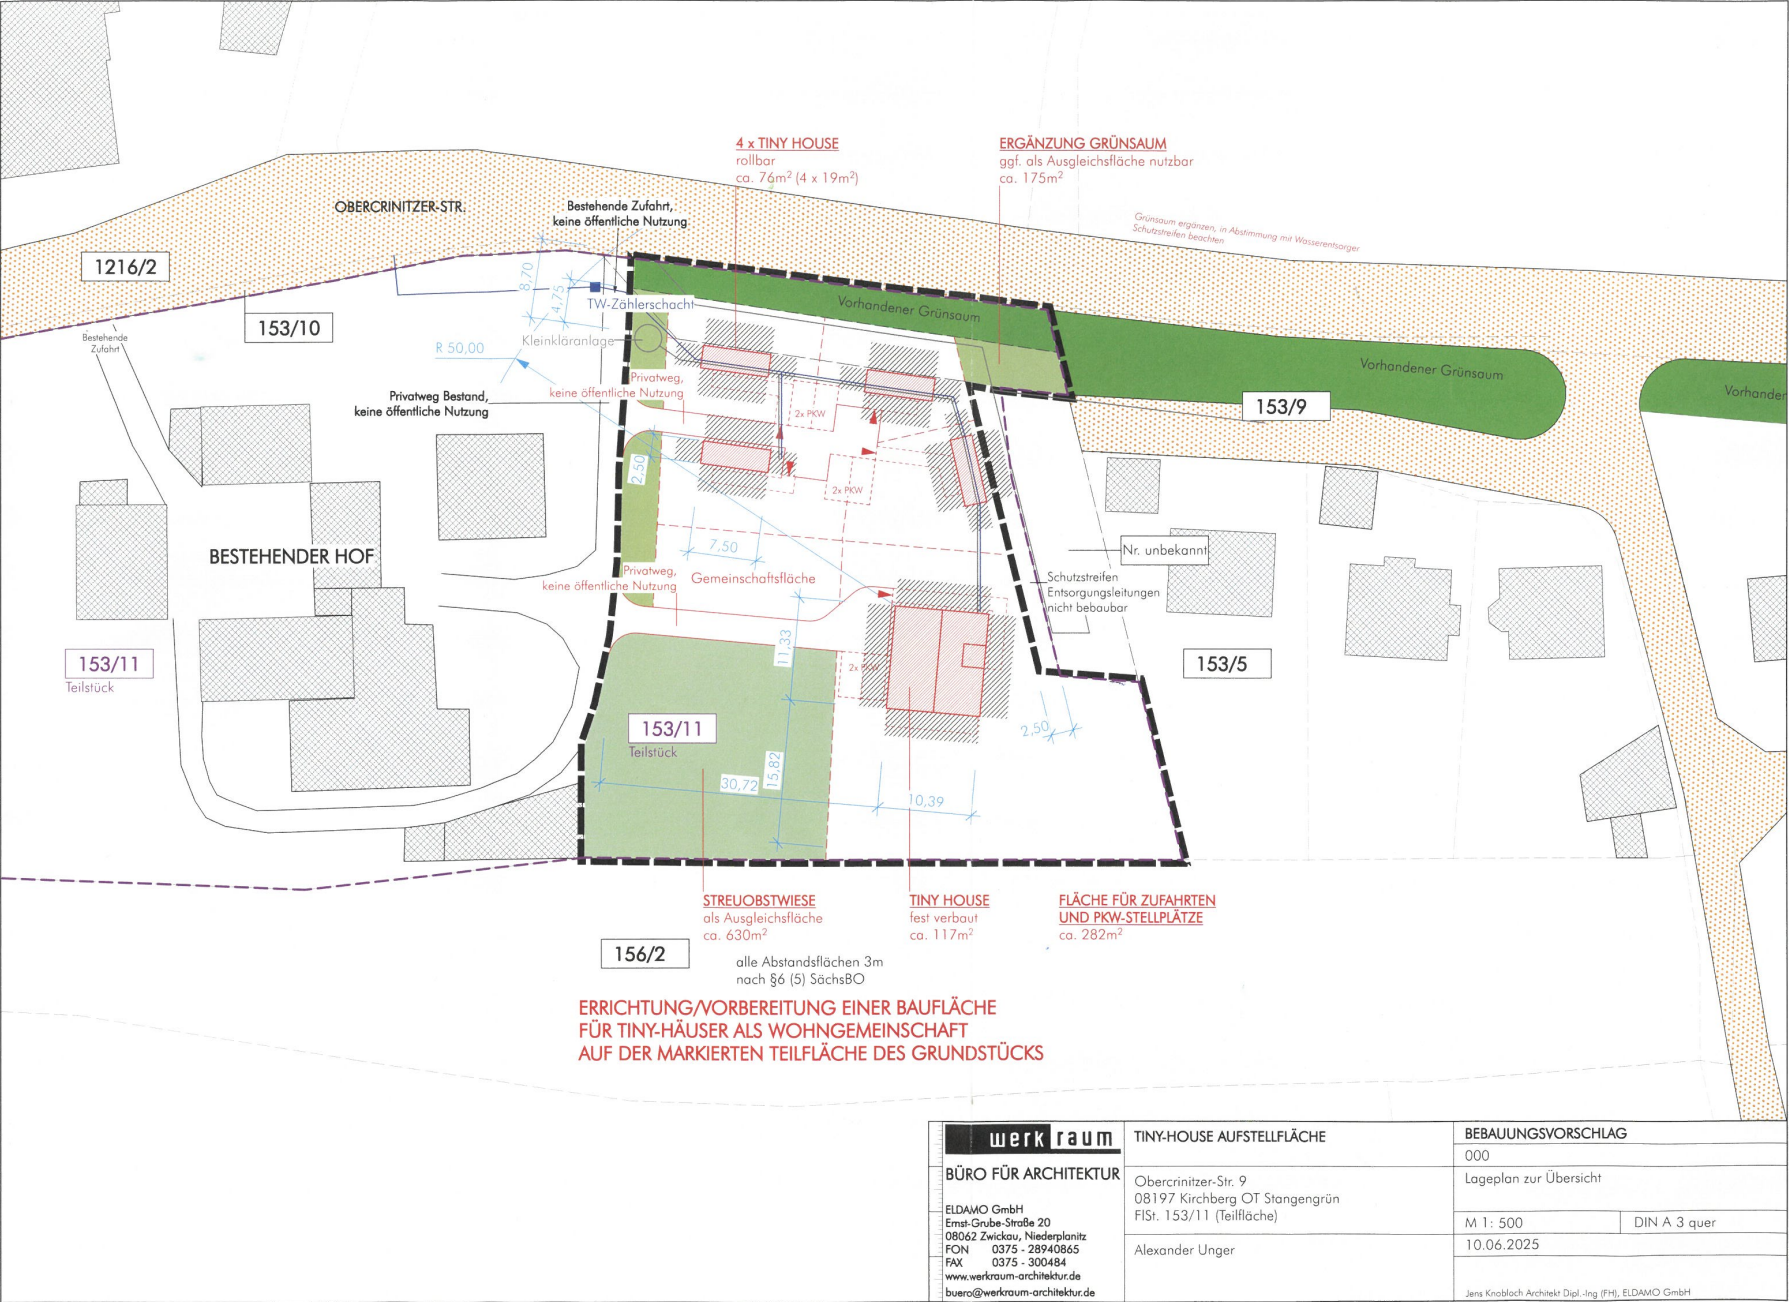 4 x TINY HOUSE
rollbar
ca. 76m² (4 x 19m²)
ERGÄNZUNG GRÜNSAUM
ggf. als Ausgleichsfläche nutzbar
ca. 175m²
OBERCRINITZER-STR.
Bestehende Zufahrt,
keine öffentliche Nutzung
Grünsaum ergänzen, in Abstimmung mit Wasserentsorger
Schutzstreifen beachten
1216/2
153/10
8,70
4,75
TW-Zählerschacht
Vorhandener Grünsaum
Bestehende
Zufahrt
Kleinkläranlage
R 50,00
Vorhandener Grünsaum
Vorhander
Privatweg,
keine öffentliche Nutzung
Privatweg Bestand,
keine öffentliche Nutzung
2x PKW
153/9
2,50
2x PKW
7,50
Nr. unbekannt
BESTEHENDER HOF
Privatweg,
keine öffentliche Nutzung
Gemeinschaftsfläche
Schutzstreifen
Entsorgungsleitungen
nicht bebaubar
11,33
2x PKW
153/11
Teilstück
153/5
153/11
Teilstück
2,50
30,72
15,82
10,39
STREUOBSTWIESE
als Ausgleichsfläche
ca. 630m²
TINY HOUSE
fest verbaut
ca. 117m²
FLÄCHE FÜR ZUFAHRTEN
UND PKW-STELLPLÄTZE
ca. 282m²
156/2
alle Abstandsflächen 3m
nach §6 (5) SächsBO
ERRICHTUNG/VORBEREITUNG EINER BAUFLÄCHE
FÜR TINY-HÄUSER ALS WOHNGEMEINSCHAFT
AUF DER MARKIERTEN TEILFLÄCHE DES GRUNDSTÜCKS
werk raum
BÜRO FÜR ARCHITEKTUR
ELDAMO GmbH
Ernst-Grube-Straße 20
08062 Zwickau, Niederplanitz
FON 0375 - 28940865
FAX 0375 - 300484
www.werkraum-architektur.de
buero@werkraum-architektur.de
TINY-HOUSE AUFSTELLFLÄCHE
Obercrinitzer-Str. 9
08197 Kirchberg OT Stangengrün
FlSt. 153/11 (Teilfläche)
Alexander Unger
BEBAUUNGSVORSCHLAG
000
Lageplan zur Übersicht
M 1: 500
DIN A 3 quer
10.06.2025
Jens Knobloch Architekt Dipl.-Ing (FH), ELDAMO GmbH